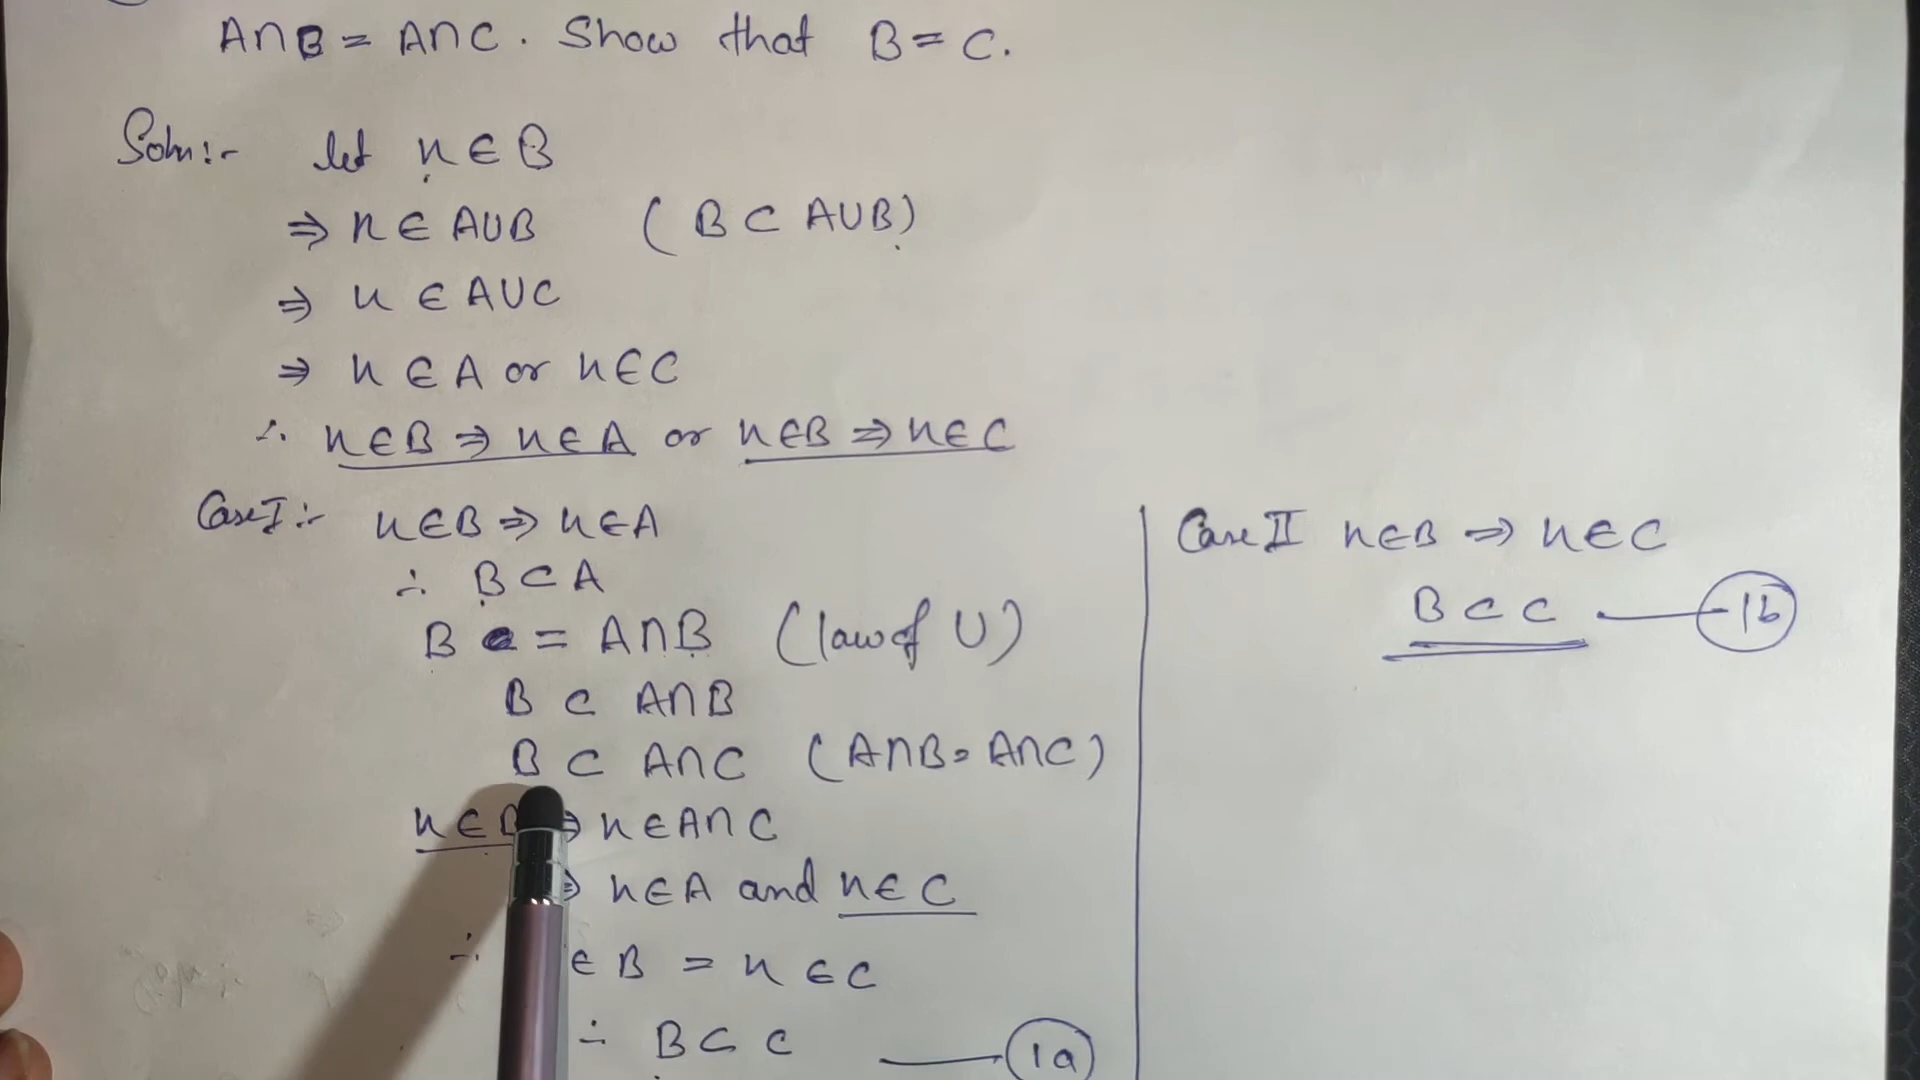 A∩B = A∩C. Show that B = C.
Soln:- let x ∈ B
⇒ x ∈ A∪B (B ⊂ A∪B)
⇒ x ∈ A∪C
⇒ x ∈ A or x ∈ C
∴ x ∈ B ⇒ x ∈ A or x ∈ B ⇒ x ∈ C
Case I:- x ∈ B ⇒ x ∈ A
∴ B ⊂ A
B = A∩B (law of U)
B ⊂ A∩B
B ⊂ A∩C (A∩B = A∩C)
x ∈ B ⇒ x ∈ A∩C
⇒ x ∈ A and x ∈ C
∴ ∈ B = x ∈ C
∴ B ⊂ C — 1a
Case II x ∈ B ⇒ x ∈ C
B ⊂ C — 1b